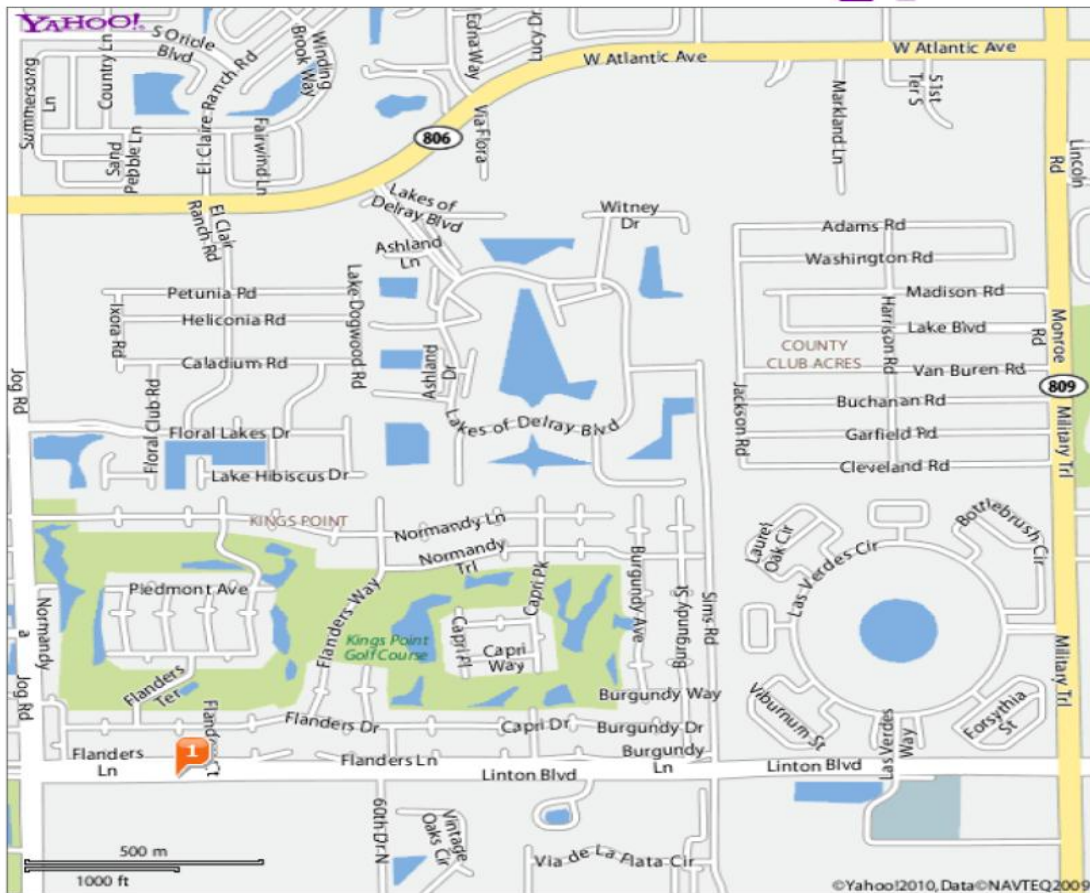 YAHOO!
S Oriole
Blvd
Country Ln
Summersong
Ln
Sand
Pebble Ln
El Claire Ranch Rd
Winding
Brook Way
Fairwind Ln
Edna Way
Lucy Dr
Via Flora
806
W Atlantic Ave
W Atlantic Ave
51st
Ter S
Markland Ln
Lincoln
Rd
El Clair
Ranch Rd
Lakes of
Delray Blvd
Ashland
Ln
Witney
Dr
Adams Rd
Washington Rd
Petunia Rd
Heliconia Rd
Ixora Rd
Caladium Rd
Lake Dogwood Rd
Madison Rd
Harrison Rd
Lake Blvd
Monroe
Rd
COUNTY
CLUB ACRES
Van Buren Rd
809
Jog Rd
Floral Club Rd
Ashland
Dr
Jackson Rd
Buchanan Rd
Military Trl
Floral Lakes Dr
Lakes of Delray Blvd
Garfield Rd
Lake Hibiscus Dr
Cleveland Rd
KINGS POINT
Normandy Ln
Normandy
Trl
Laurel
Oak Cir
Las Verdes Cir
Bottlebrush Cir
Piedmont Ave
Normandy
a
Flanders Way
Capri Pk
Burgundy Ave
Burgundy St
Sims Rd
Kings Point
Golf Course
Capri Pl
Capri
Way
Military Trl
Jog Rd
Flanders
Ter
Burgundy Way
Viburnum St
Forsythia
St
Flanders Dr
Capri Dr
Burgundy Dr
Las Verdes
Way
Flanders
Ln
1
Flanders Ln
Burgundy
Ln
Linton Blvd
Linton Blvd
60th Dr N
Vintage
Oaks Cir
Via de La Plata Cir
500 m
1000 ft
©Yahoo!2010, Data©NAVTEQ2009